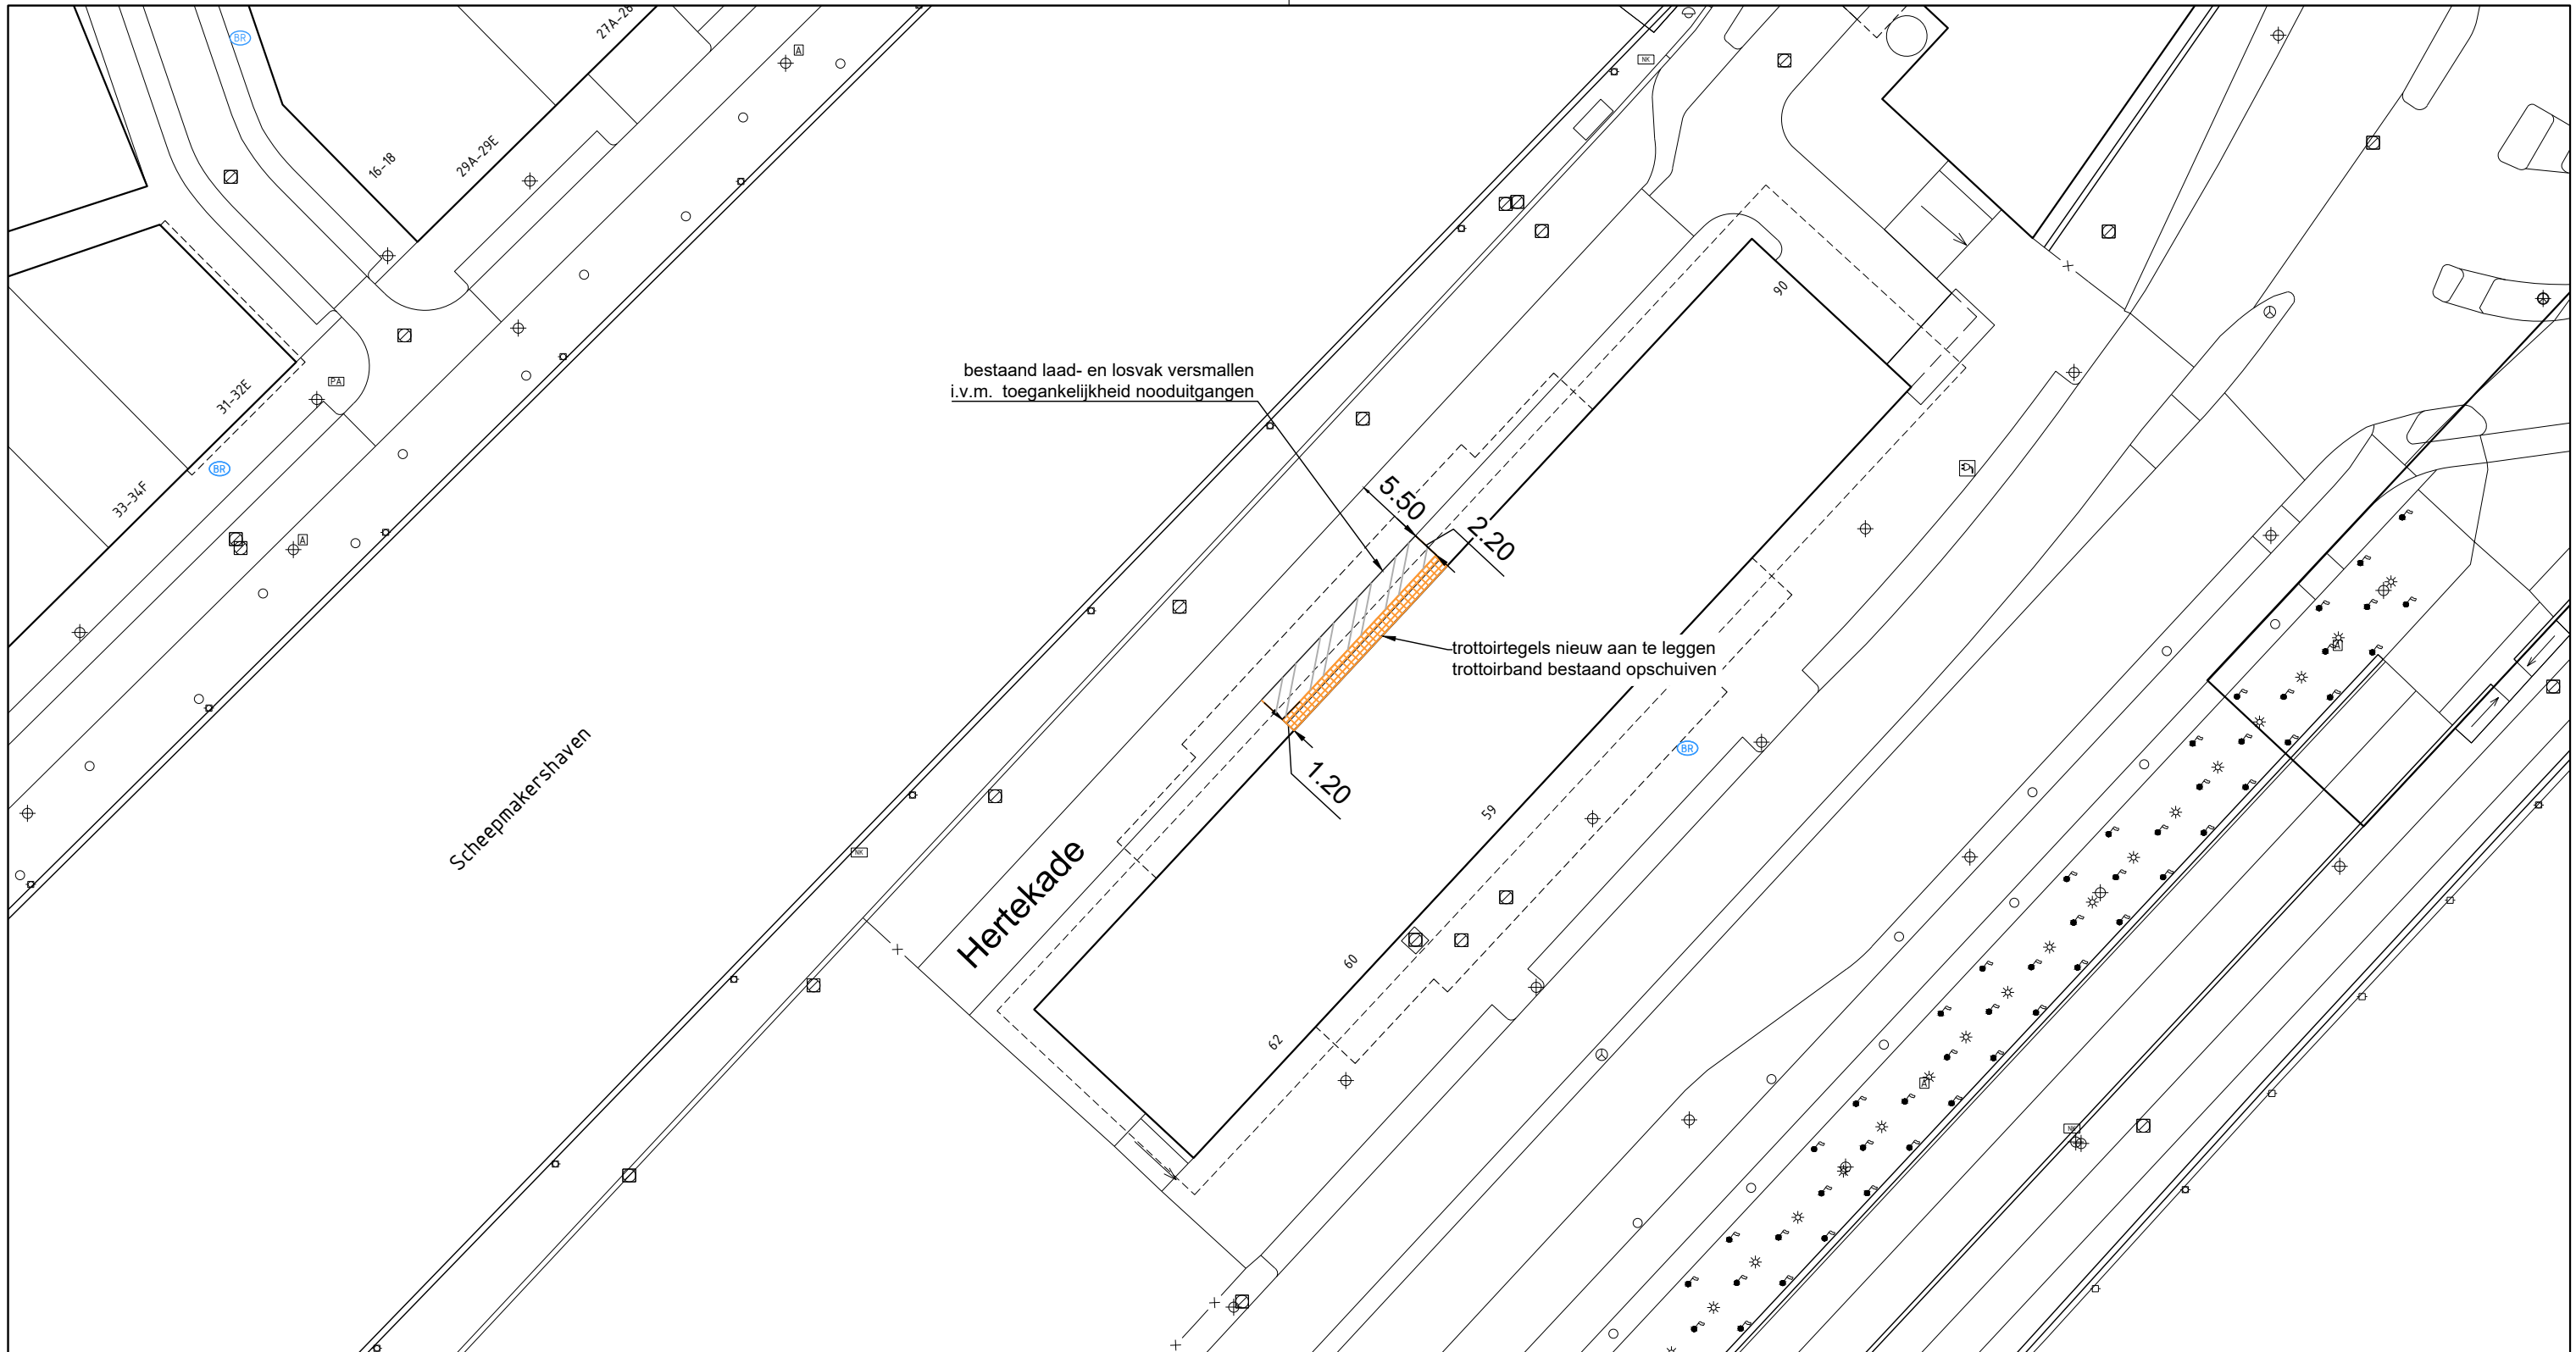 BR
27A-28
A
NK
16-18
29A-29E
90
bestaand laad- en losvak versmallen
i.v.m. toegankelijkheid nooduitgangen
PA
31-32E
BR
33-34F
A
5.50
2.20
trottoirtegels nieuw aan te leggen
trottoirband bestaand opschuiven
A
BR
1.20
59
Scheepmakershaven
NK
Hertekade
60
62
A
NK